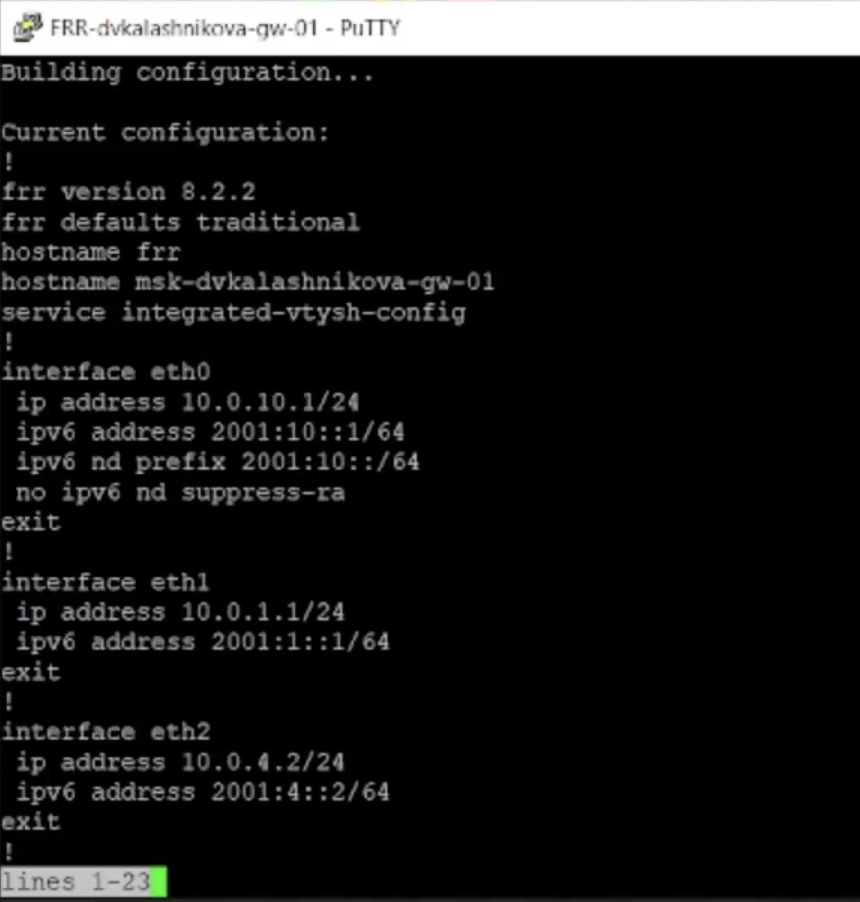 FRR-dvkalashnikova-gw-01 - PuTTY
Building configuration...
Current configuration:
!
frr version 8.2.2
frr defaults traditional
hostname frr
hostname msk-dvkalashnikova-gw-01
service integrated-vtysh-config
!
interface eth0
 ip address 10.0.10.1/24
 ipv6 address 2001:10::1/64
 ipv6 nd prefix 2001:10::/64
 no ipv6 nd suppress-ra
exit
!
interface eth1
 ip address 10.0.1.1/24
 ipv6 address 2001:1::1/64
exit
!
interface eth2
 ip address 10.0.4.2/24
 ipv6 address 2001:4::2/64
exit
!
lines 1-23